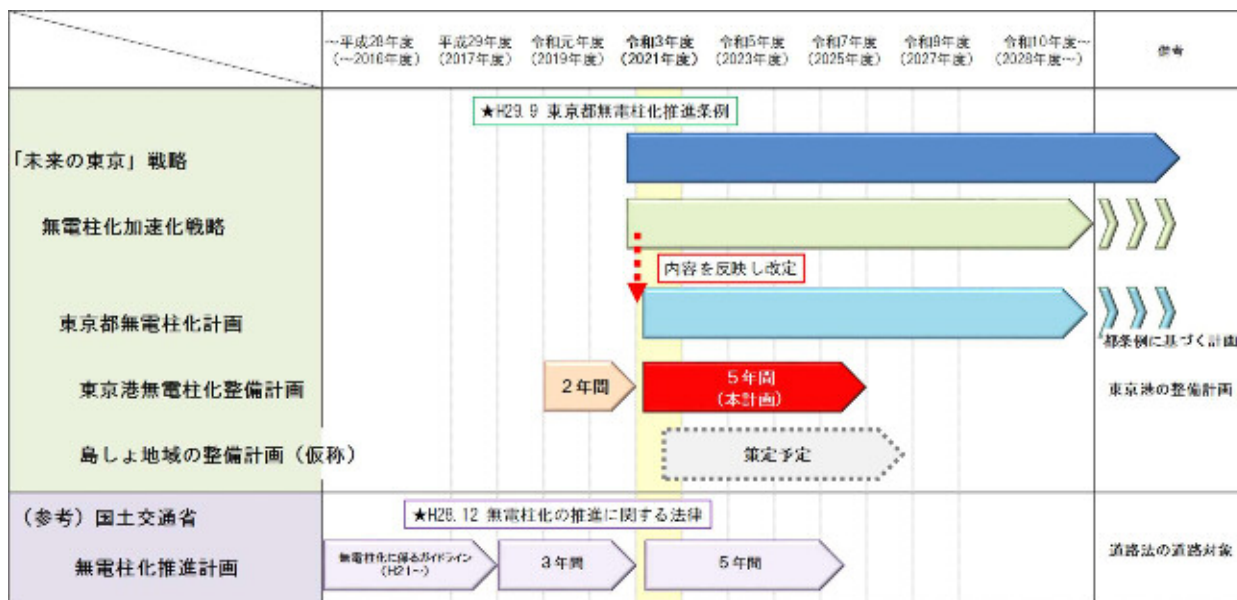 ～平成28年度
（～2016年度）
平成29年度
（2017年度）
令和元年度
（2019年度）
令和3年度
（2021年度）
令和5年度
（2023年度）
令和7年度
（2025年度）
令和9年度
（2027年度）
令和10年度～
（2028年度～）
備考
★H29.9 東京都無電柱化推進条例
「未来の東京」戦略
無電柱化加速化戦略
内容を反映し改定
東京都無電柱化計画
都条例に基づく計画
東京港無電柱化整備計画
2年間
5年間
（本計画）
東京港の整備計画
島しょ地域の整備計画（仮称）
策定予定
（参考）国土交通省
★H28.12 無電柱化の推進に関する法律
無電柱化推進計画
無電柱化に係るガイドライン
（H21～）
3年間
5年間
道路法の道路対象